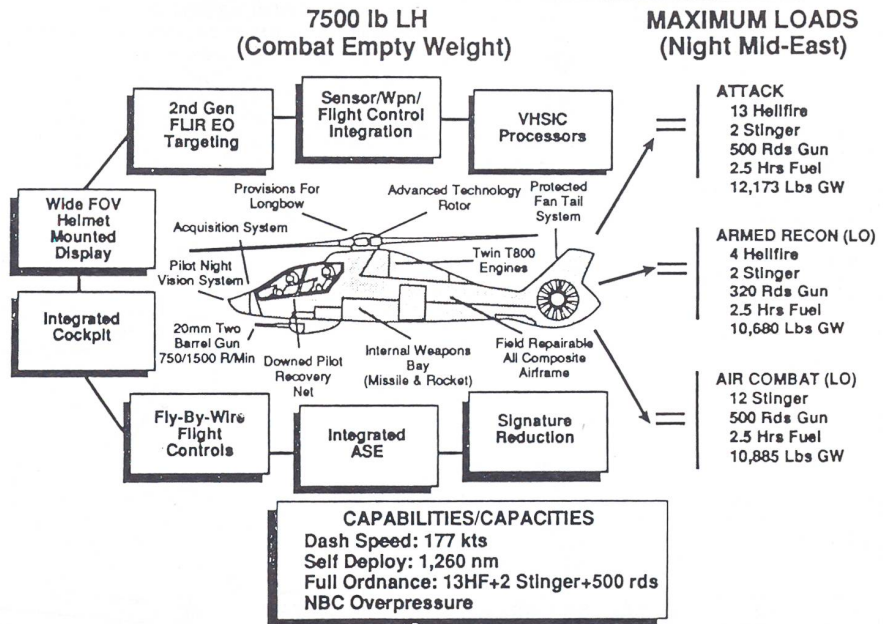 7500 lb LH
(Combat Empty Weight)
MAXIMUM LOADS
(Night Mid-East)
2nd Gen
FLIR EO
Targeting
Sensor/Wpn/
Flight Control
Integration
VHSIC
Processors
Wide FOV
Helmet
Mounted
Display
Integrated
Cockpit
Provisions For
Longbow
Advanced Technology
Rotor
Protected
Fan Tail
System
Acquisition System
Pilot Night
Vision System
Twin T800
Engines
20mm Two
Barrel Gun
750/1500 R/Min
Downed Pilot
Recovery
Net
Internal Weapons
Bay
(Missile & Rocket)
Field Repairable
All Composite
Airframe
Fly-By-Wire
Flight
Controls
Integrated
ASE
Signature
Reduction
ATTACK
13 Hellfire
2 Stinger
500 Rds Gun
2.5 Hrs Fuel
12,173 Lbs GW
ARMED RECON (LO)
4 Hellfire
2 Stinger
320 Rds Gun
2.5 Hrs Fuel
10,680 Lbs GW
AIR COMBAT (LO)
12 Stinger
500 Rds Gun
2.5 Hrs Fuel
10,885 Lbs GW
CAPABILITIES/CAPACITIES
Dash Speed: 177 kts
Self Deploy: 1,260 nm
Full Ordnance: 13HF+2 Stinger+500 rds
NBC Overpressure